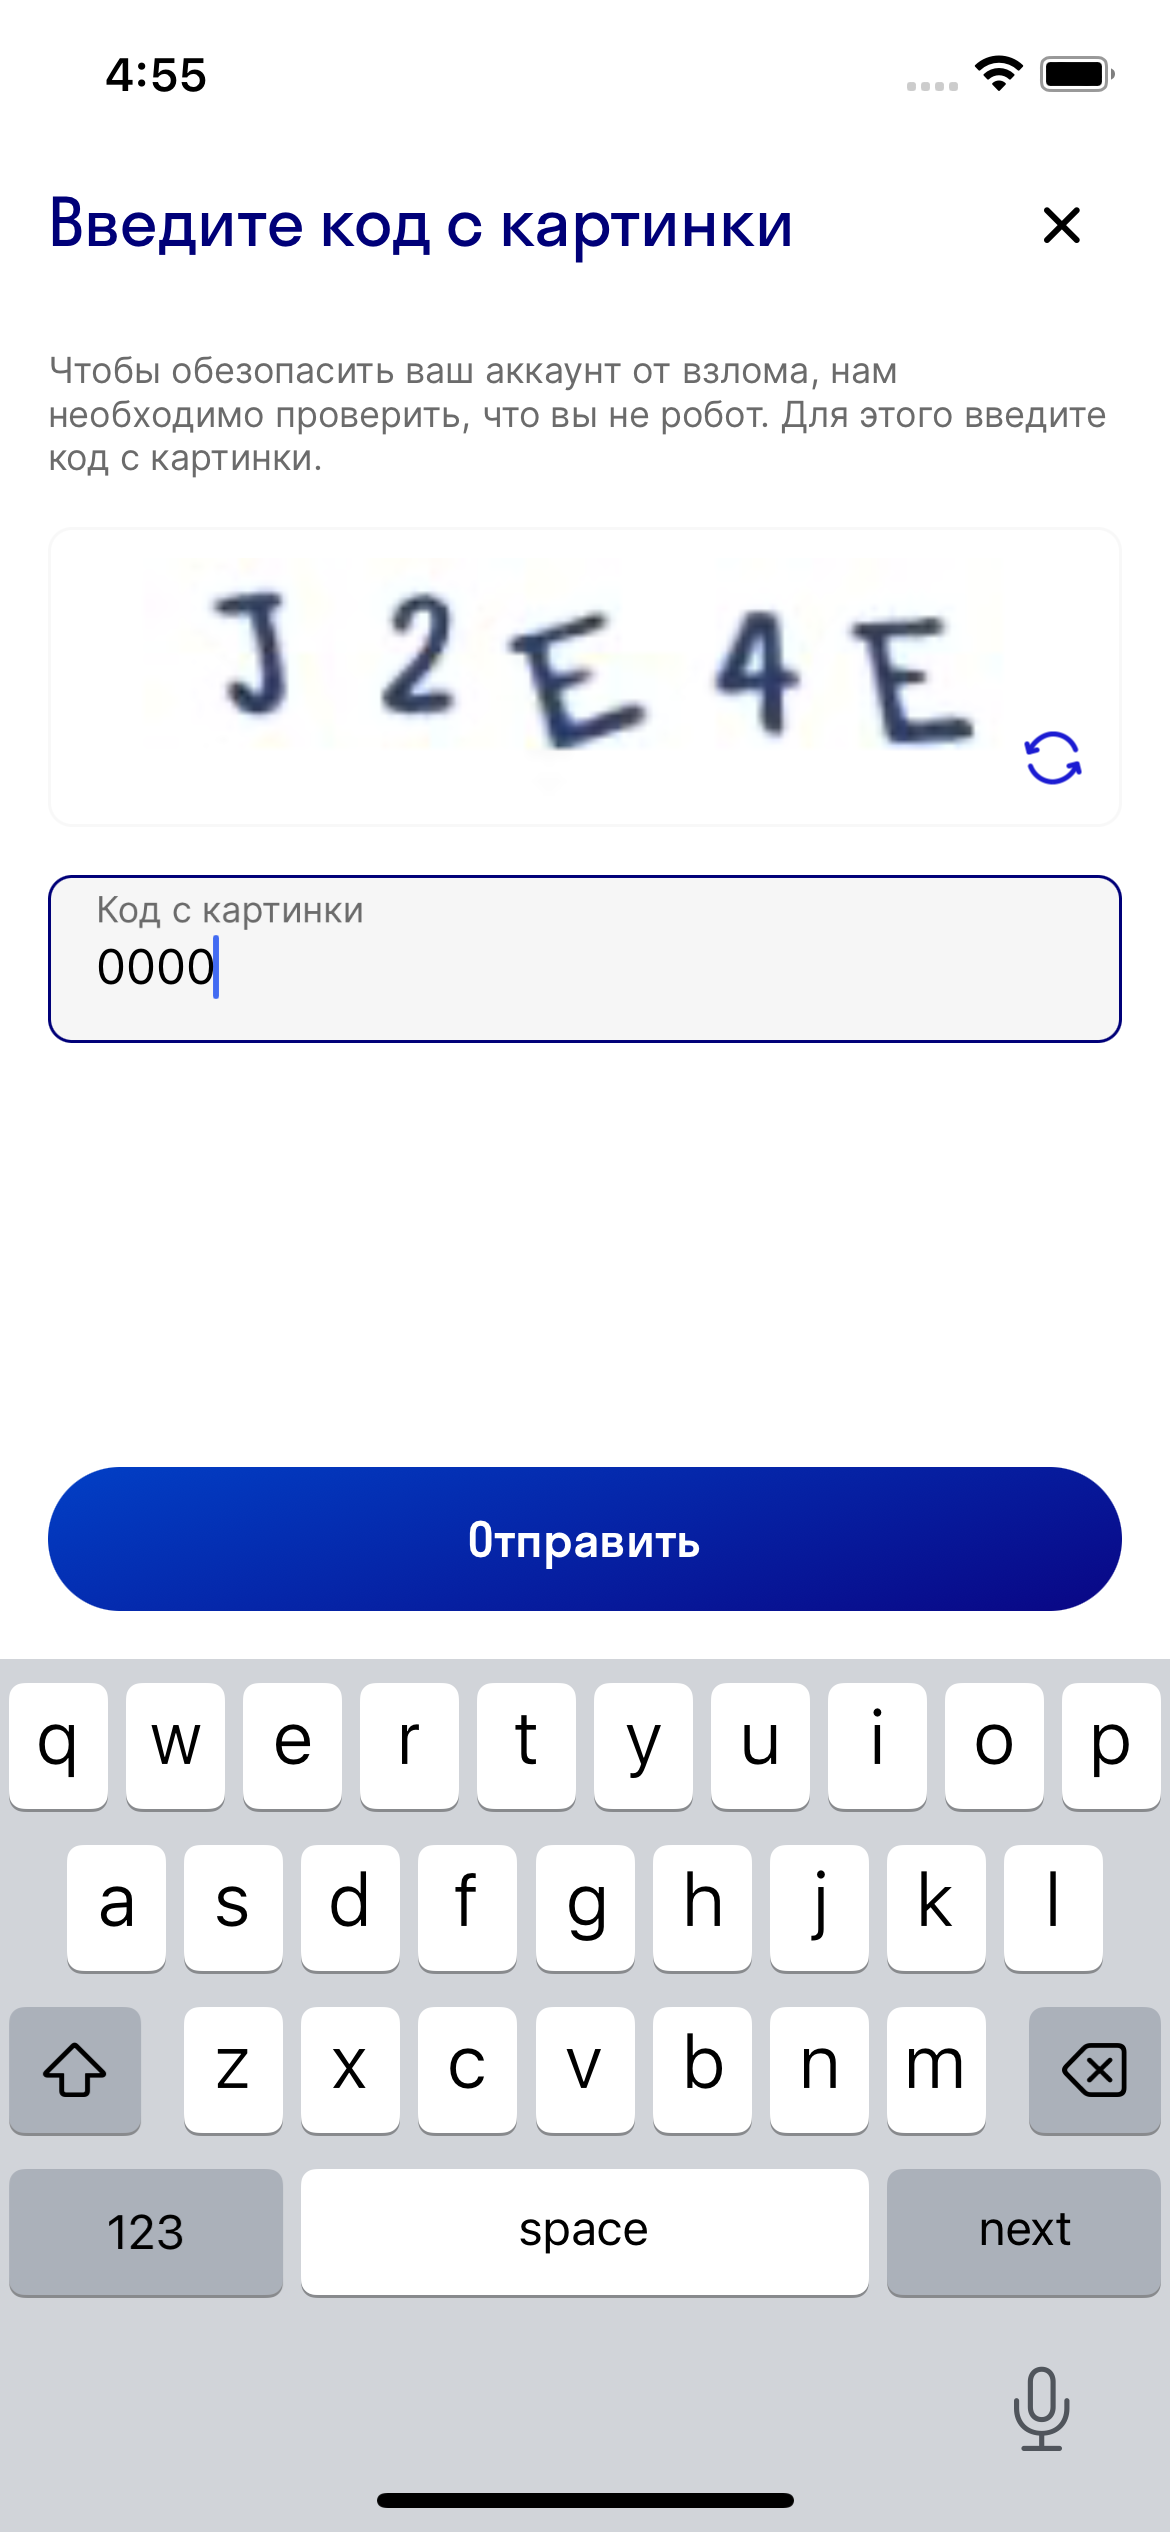 4:55
Введите код с картинки
Чтобы обезопасить ваш аккаунт от взлома, нам
необходимо проверить, что вы не робот. Для этого введите
код с картинки.
J 2 E 4 E
Код с картинки
0000
Отправить
q w e r t y u i o p
a s d f g h j k l
z x c v b n m
123 space next